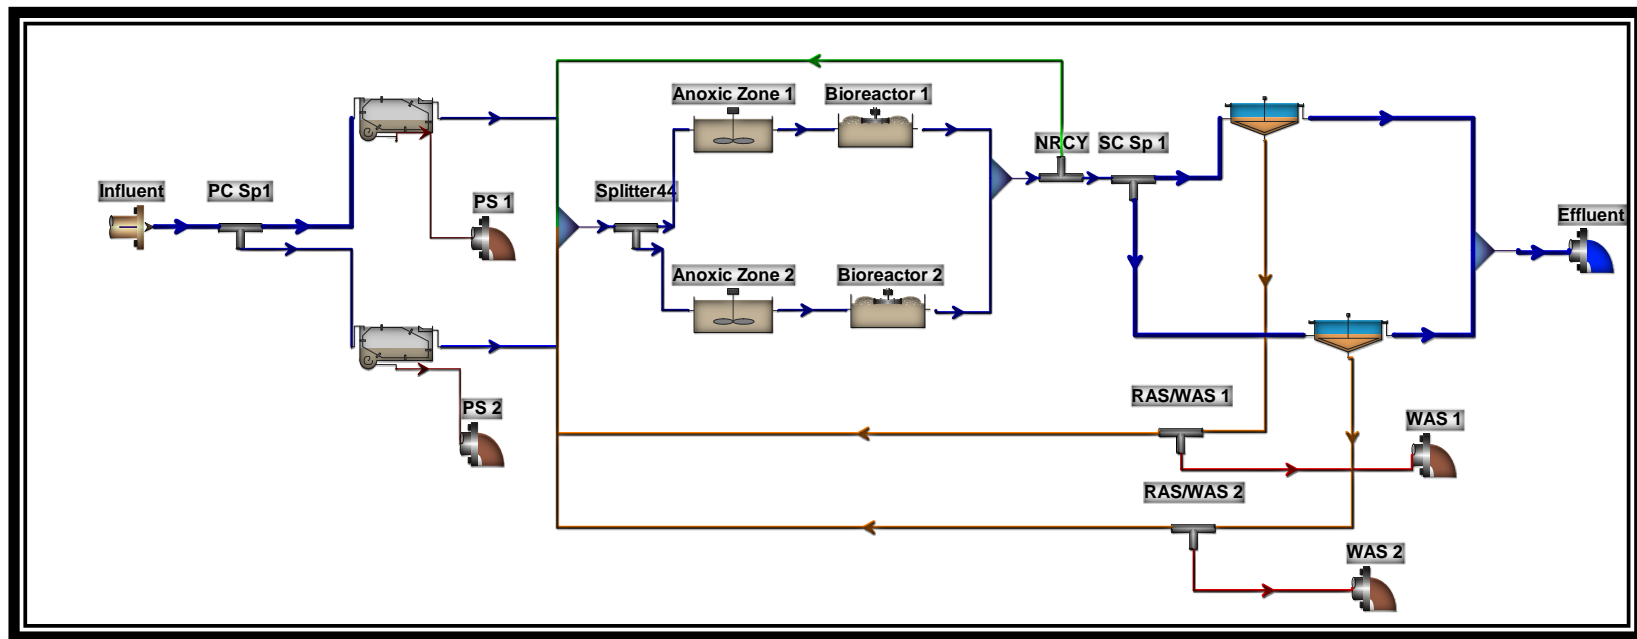 Anoxic Zone 1
Bioreactor 1
NRCY
SC Sp 1
Influent
PC Sp1
Splitter44
PS 1
Effluent
Anoxic Zone 2
Bioreactor 2
PS 2
RAS/WAS 1
WAS 1
RAS/WAS 2
WAS 2